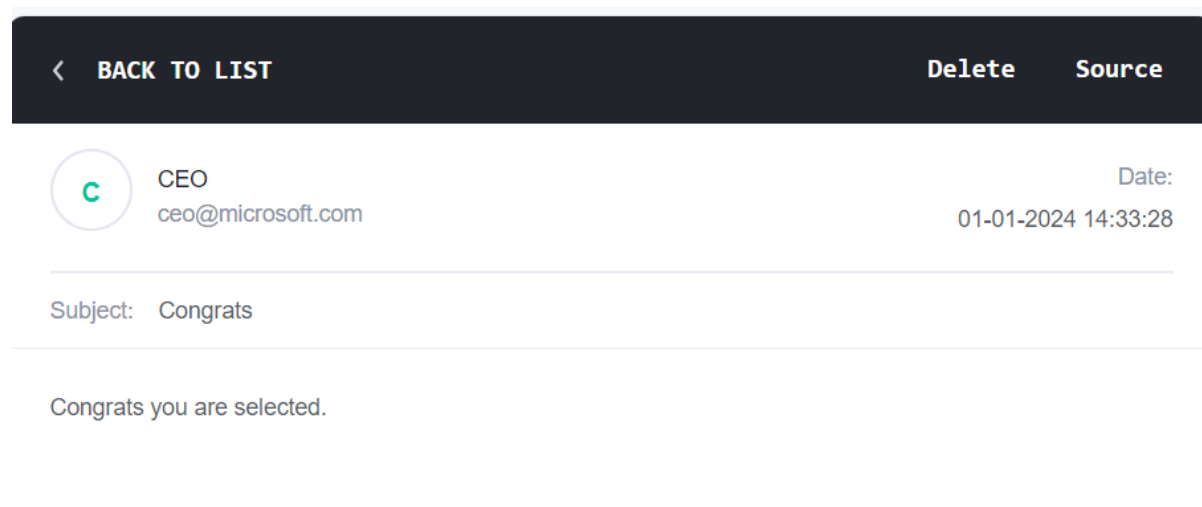 BACK TO LIST Delete Source
C
CEO
ceo@microsoft.com
Date:
01-01-2024 14:33:28
Subject: Congrats
Congrats you are selected.